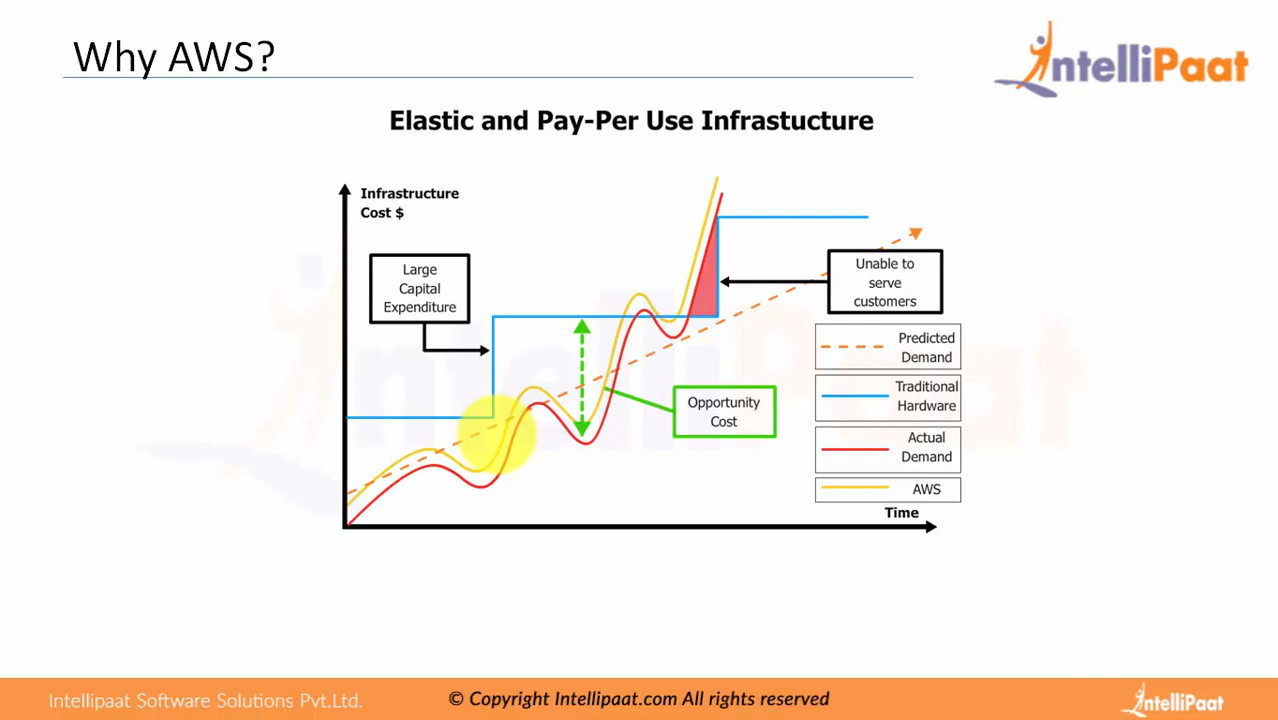 Why AWS?
IntelliPaat
Elastic and Pay-Per Use Infrastucture
Infrastructure
Cost $
Large
Capital
Expenditure
Unable to
serve
customers
Predicted
Demand
Traditional
Hardware
Opportunity
Cost
Actual
Demand
AWS
Time
Intellipaat Software Solutions Pvt.Ltd.
© Copyright Intellipaat.com All rights reserved
IntelliPaat